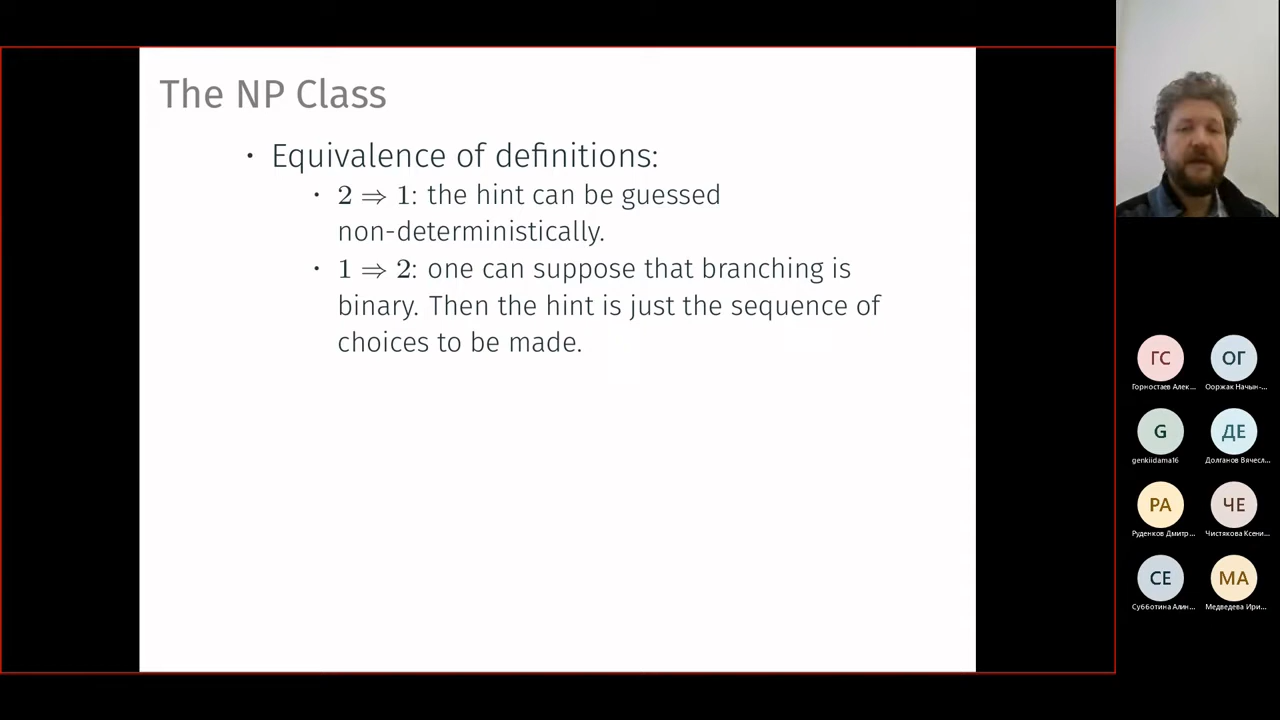 The NP Class
• Equivalence of definitions:
• 2 ⇒ 1: the hint can be guessed
non-deterministically.
• 1 ⇒ 2: one can suppose that branching is
binary. Then the hint is just the sequence of
choices to be made.
ГС ОГ
Горностаев Алек... Ооржак Начын-...
G ДЕ
genkiidama16 Долганов Вячесл...
РА ЧЕ
Руденков Дмитр... Чистякова Ксени...
СЕ МА
Субботина Алин... Медведева Ири...